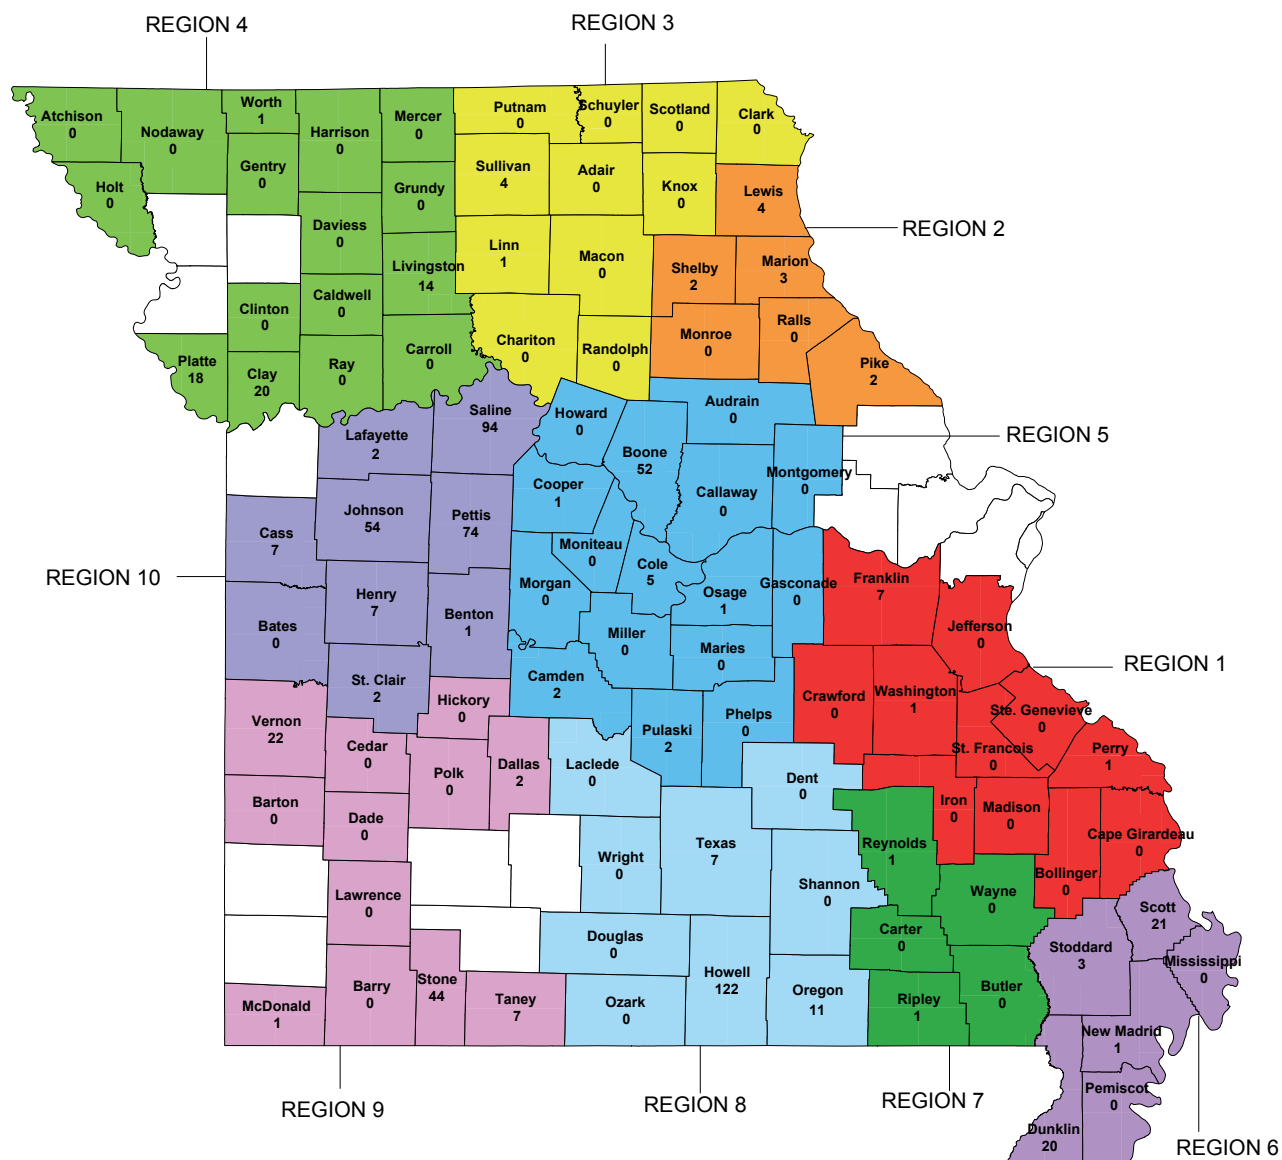 REGION 4
REGION 3
Atchison
0
Nodaway
0
Worth
1
Harrison
0
Mercer
0
Putnam
0
Schuyler
0
Scotland
0
Clark
0
Holt
0
Gentry
0
Grundy
0
Sullivan
4
Adair
0
Knox
0
Lewis
4
REGION 2
Daviess
0
Livingston
14
Linn
1
Macon
0
Shelby
2
Marion
3
Clinton
0
Caldwell
0
Chariton
0
Randolph
0
Monroe
0
Ralls
0
Pike
2
Platte
18
Clay
20
Ray
0
Carroll
0
Lafayette
2
Saline
94
Howard
0
Boone
52
Audrain
0
REGION 5
Montgomery
0
Callaway
0
Cooper
1
Cass
7
Johnson
54
Pettis
74
Moniteau
0
Cole
5
REGION 10
Morgan
0
Osage
1
Gasconade
0
Franklin
7
Henry
7
Benton
1
Bates
0
Miller
0
Maries
0
Jefferson
0
REGION 1
St. Clair
2
Camden
2
Hickory
0
Vernon
22
Cedar
0
Polk
0
Dallas
2
Laclede
0
Pulaski
2
Phelps
0
Crawford
0
Washington
1
Ste. Genevieve
0
St. Francois
0
Perry
1
Dent
0
Barton
0
Dade
0
Iron
0
Madison
0
Cape Girardeau
0
Reynolds
1
Texas
7
Wright
0
Shannon
0
Bollinger
0
Wayne
0
Lawrence
0
Scott
21
Carter
0
Douglas
0
Stoddard
3
Mississippi
0
Howell
122
Barry
0
Stone
44
Taney
7
Ozark
0
Oregon
11
Ripley
1
Butler
0
McDonald
1
New Madrid
1
Pemiscot
0
Dunklin
20
REGION 9
REGION 8
REGION 7
REGION 6